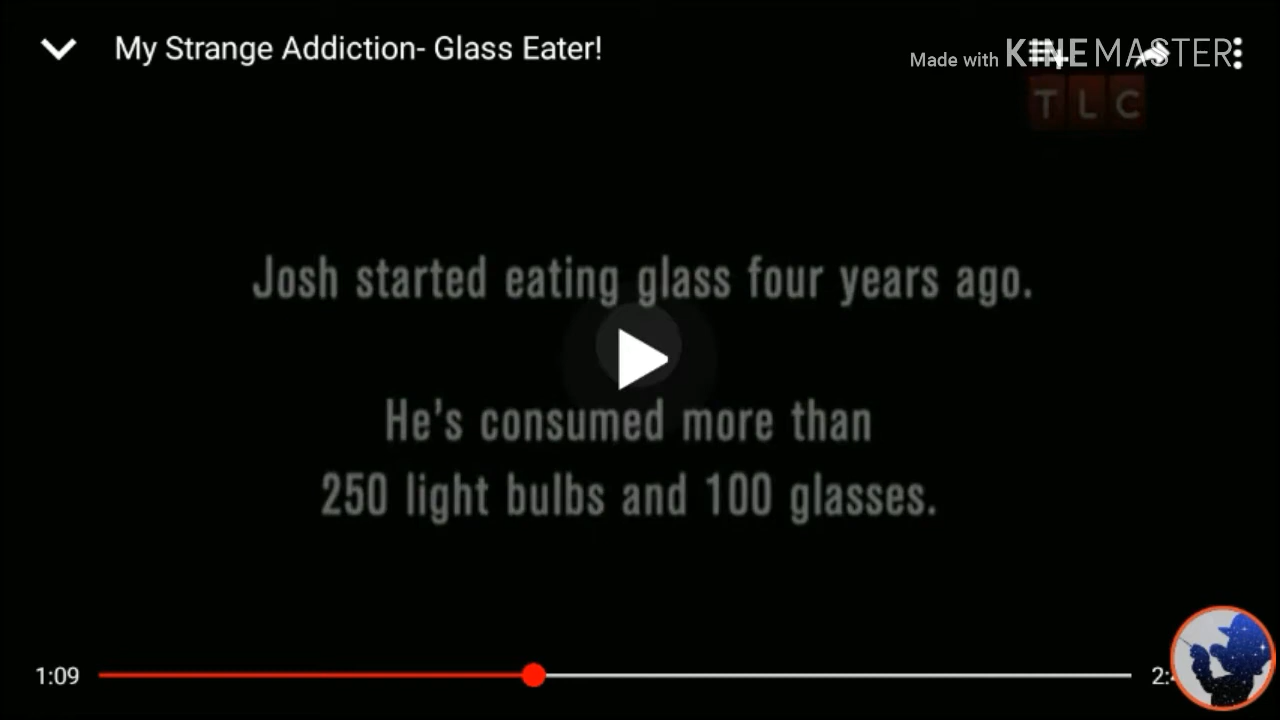 My Strange Addiction- Glass Eater!
Made with KINEMASTER
TLC
Josh started eating glass four years ago.
He's consumed more than
250 light bulbs and 100 glasses.
1:09